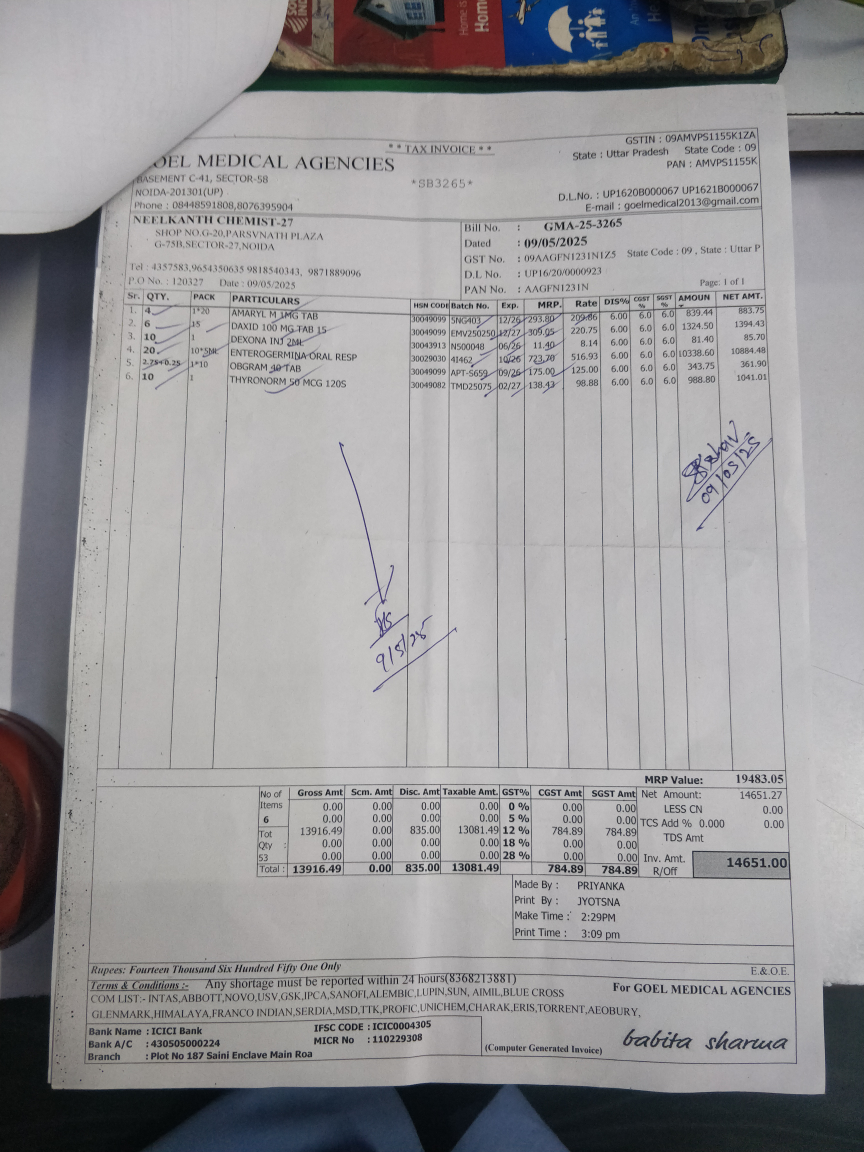 Home is
Home
** TAX INVOICE **
GSTIN : 09AMVPS1155K1ZA
State : Uttar Pradesh State Code : 09
PAN : AMVPS1155K
OEL MEDICAL AGENCIES
*SB3265*
BASEMENT C-41, SECTOR-58
NOIDA-201301(UP)
Phone : 08448591808,8076395904
D.L.No. : UP1620B000067 UP1621B000067
E-mail : goelmedical2013@gmail.com
NEELKANTH CHEMIST-27
SHOP NO.G-20,PARSVNATH PLAZA
G-75B,SECTOR-27,NOIDA
Tel : 4357583,9654350635 9818540343, 9871889096
P.O No. : 120327 Date : 09/05/2025
Bill No. : GMA-25-3265
Dated : 09/05/2025
GST No. : 09AAGFN1231N1Z5 State Code : 09 , State : Uttar P
D.L No. : UP16/20/0000923
PAN No. : AAGFN1231N Page: 1 of 1
Sr. QTY. PACK PARTICULARS HSN CODE Batch No. Exp. MRP. Rate DIS% CGST % SGST % AMOUN NET AMT.
1. 4 1*20 AMARYL M 1MG TAB 30049099 SNG403 12/26 293.80 209.86 6.00 6.0 6.0 839.44 883.75
2. 6 15 DAXID 100 MG TAB 15 30049099 EMV250250 12/27 309.05 220.75 6.00 6.0 6.0 1324.50 1394.43
3. 10 1 DEXONA INJ 2ML 30043913 N500048 06/26 11.40 8.14 6.00 6.0 6.0 81.40 85.70
4. 20 10*5ML ENTEROGERMINA ORAL RESP 30029030 41462 10/26 723.70 516.93 6.00 6.0 6.0 10338.60 10884.48
5. 2.75+0.25 1*10 OBGRAM 40 TAB 30049099 APT-S659 09/26 175.00 125.00 6.00 6.0 6.0 343.75 361.90
6. 10 1 THYRONORM 50 MCG 120S 30049082 TMD25075 02/27 138.43 98.88 6.00 6.0 6.0 988.80 1041.01
09/05/25
9/5/25
MRP Value: 19483.05
No of Items 6 Tot Qty : 53
Gross Amt Scm. Amt Disc. Amt Taxable Amt. GST% CGST Amt SGST Amt
0.00 0.00 0.00 0.00 0 % 0.00 0.00
0.00 0.00 0.00 0.00 5 % 0.00 0.00
13916.49 0.00 835.00 13081.49 12 % 784.89 784.89
0.00 0.00 0.00 0.00 18 % 0.00 0.00
0.00 0.00 0.00 0.00 28 % 0.00 0.00
Total : 13916.49 0.00 835.00 13081.49 784.89 784.89
Net Amount: 14651.27
LESS CN 0.00
TCS Add % 0.000 0.00
TDS Amt
Inv. Amt. R/Off 14651.00
Made By : PRIYANKA
Print By : JYOTSNA
Make Time : 2:29PM
Print Time : 3:09 pm
Rupees: Fourteen Thousand Six Hundred Fifty One Only
E.& O.E.
Terms & Conditions :- Any shortage must be reported within 24 hours(8368213881)
For GOEL MEDICAL AGENCIES
COM LIST:- INTAS,ABBOTT,NOVO,USV,GSK,IPCA,SANOFI,ALEMBIC,LUPIN,SUN, AIMIL,BLUE CROSS
GLENMARK,HIMALAYA,FRANCO INDIAN,SERDIA,MSD,TTK,PROFIC,UNICHEM,CHARAK,ERIS,TORRENT,AEOBURY,
Bank Name : ICICI Bank IFSC CODE : ICIC0004305
Bank A/C : 430505000224 MICR No : 110229308
Branch : Plot No 187 Saini Enclave Main Roa
(Computer Generated Invoice)
babita sharma